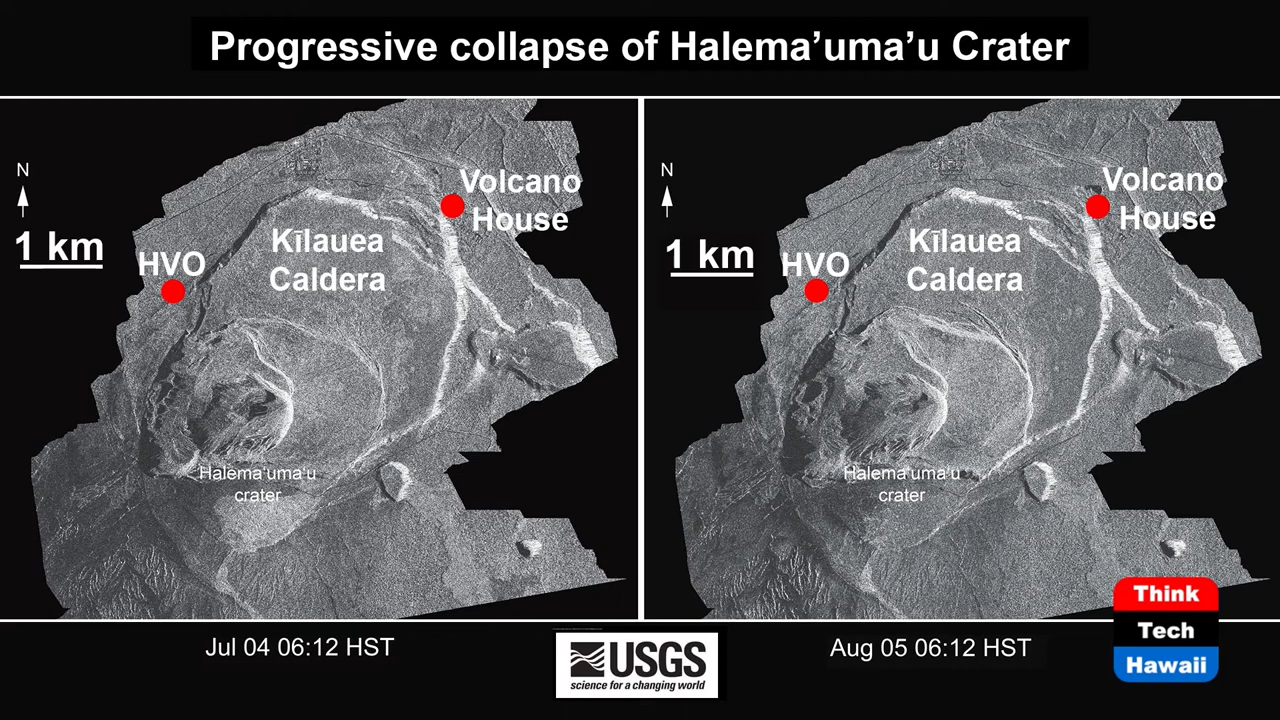 Progressive collapse of Halema’uma’u Crater
N
1 km
HVO
Kīlauea
Caldera
Volcano
House
Halema’uma’u
crater
N
1 km
HVO
Kīlauea
Caldera
Volcano
House
Halema’uma’u
crater
Jul 04 06:12 HST
USGS
science for a changing world
Aug 05 06:12 HST
Think
Tech
Hawaii